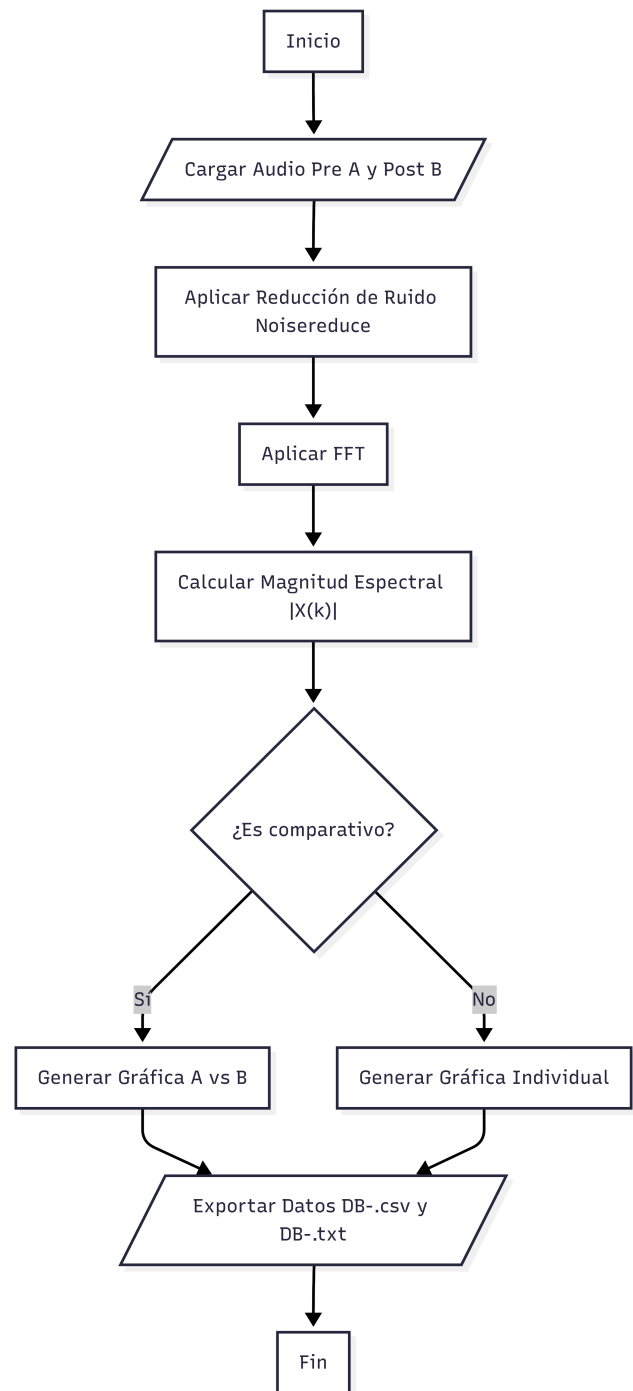 Inicio
Cargar Audio Pre A y Post B
Aplicar Reducción de Ruido
Noisereduce
Aplicar FFT
Calcular Magnitud Espectral
|X(k)|
¿Es comparativo?
Sí
No
Generar Gráfica A vs B
Generar Gráfica Individual
Exportar Datos DB-.csv y
DB-.txt
Fin